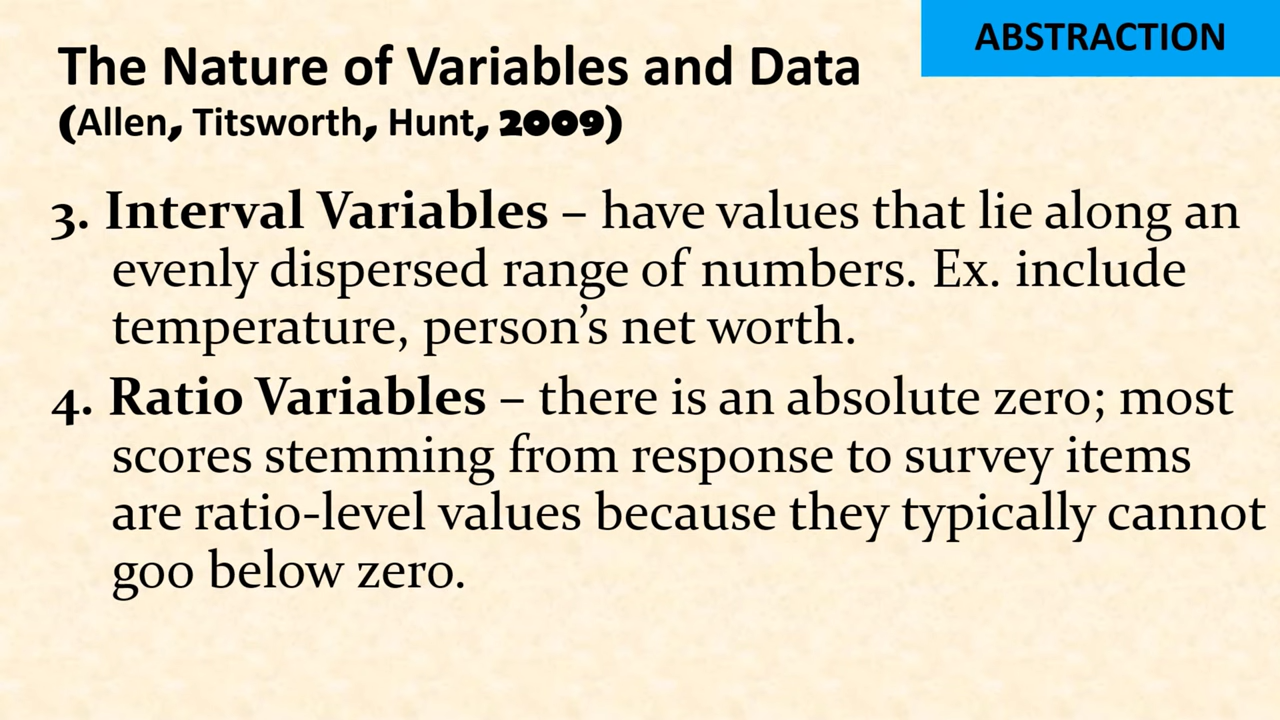 ABSTRACTION
The Nature of Variables and Data
(Allen, Titsworth, Hunt, 2009)
3. Interval Variables – have values that lie along an
evenly dispersed range of numbers. Ex. include
temperature, person’s net worth.
4. Ratio Variables – there is an absolute zero; most
scores stemming from response to survey items
are ratio-level values because they typically cannot
goo below zero.